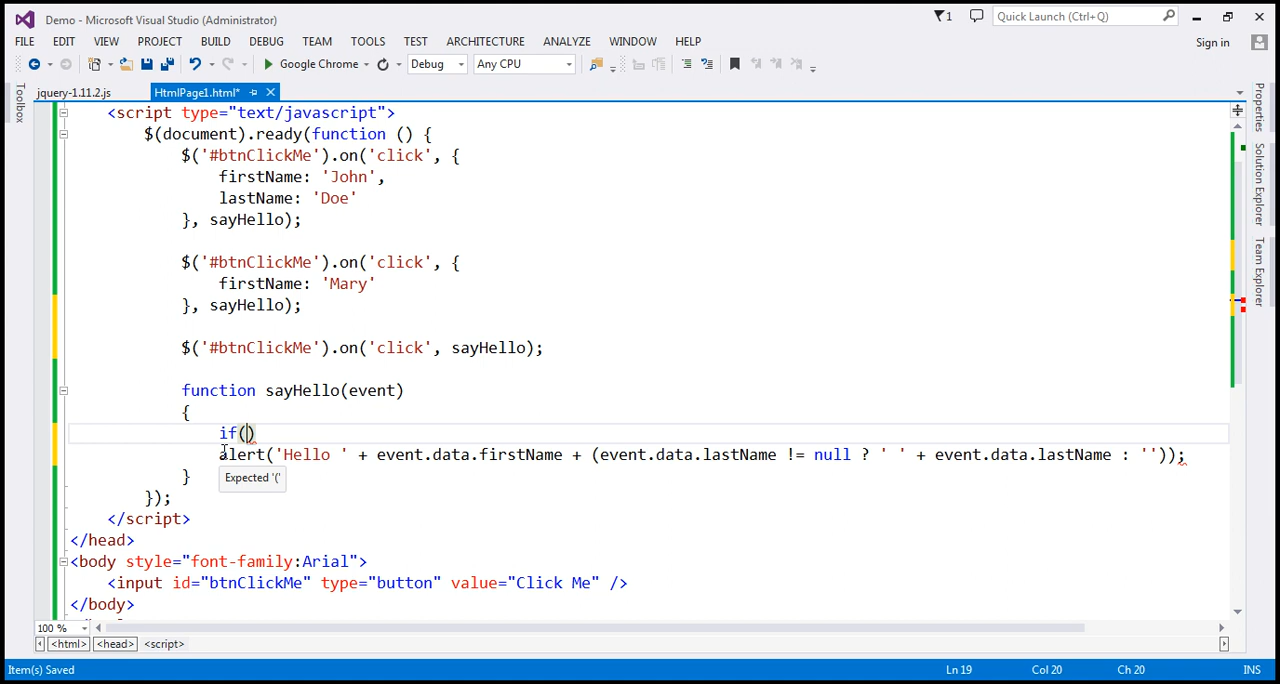 Demo - Microsoft Visual Studio (Administrator)
1
Quick Launch (Ctrl+Q)
FILE EDIT VIEW PROJECT BUILD DEBUG TEAM TOOLS TEST ARCHITECTURE ANALYZE WINDOW HELP
Sign in
Google Chrome Debug Any CPU
Toolbox
jquery-1.11.2.js HtmlPage1.html*
Properties
Solution Explorer
Team Explorer
<script type="text/javascript">
$(document).ready(function () {
$('#btnClickMe').on('click', {
firstName: 'John',
lastName: 'Doe'
}, sayHello);
$('#btnClickMe').on('click', {
firstName: 'Mary'
}, sayHello);
$('#btnClickMe').on('click', sayHello);
function sayHello(event)
{
if()
alert('Hello ' + event.data.firstName + (event.data.lastName != null ? ' ' + event.data.lastName : ''));
}
Expected '('
});
</script>
</head>
<body style="font-family:Arial">
<input id="btnClickMe" type="button" value="Click Me" />
</body>
100 %
<html> <head> <script>
Item(s) Saved
Ln 19 Col 20 Ch 20 INS